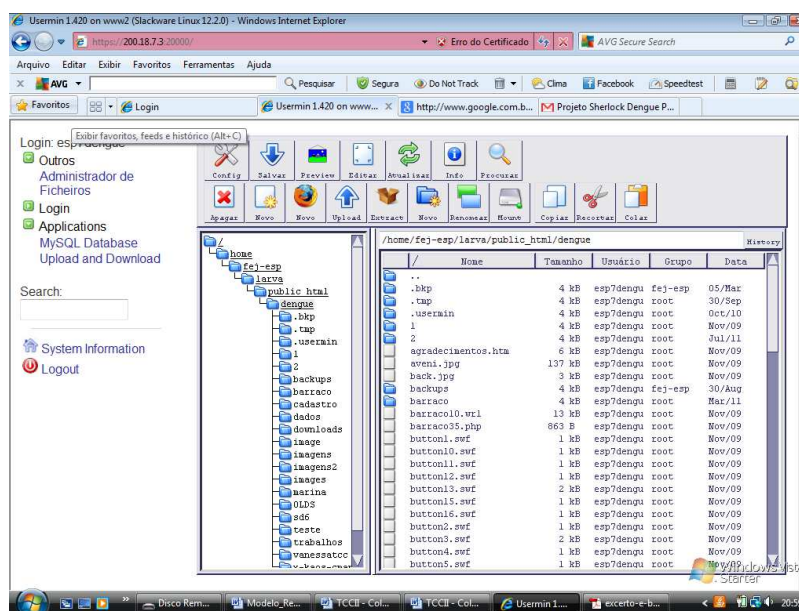 Usermin 1.420 on www2 (Slackware Linux 12.2.0) - Windows Internet Explorer
https://200.18.7.3:20000/ Erro do Certificado AVG Secure Search
Arquivo Editar Exibir Favoritos Ferramentas Ajuda
x AVG Pesquisar Segura Do Not Track Clima Facebook Speedtest
Favoritos Login Usermin 1.420 on www... X http://www.google.com.b... Projeto Sherlock Dengue P...
Exibir favoritos, feeds e histórico (Alt+C)
Login: esp7dengue
Outros
Administrador de
Ficheiros
Login
Applications
MySQL Database
Upload and Download
Search:
System Information
Logout
Config Salvar Preview Editar Atualizar Info Procurar
Apagar Novo Novo Upload Extract Novo Renomear Mount Copiar Recortar Colar
/
home
fej-esp
larva
public html
dengue
.bkp
.tmp
.usermin
1
2
backups
barraco
cadastro
dados
downloads
image
imagens
imagens2
images
marina
OLDS
sd6
teste
trabalhos
vanessatcc
/home/fej-esp/larva/public_html/dengue History
/ Nome Tamanho Usuário Grupo Data
..
.bkp 4 kB esp7dengu fej-esp 05/Mar
.tmp 4 kB esp7dengu root 30/Sep
.usermin 4 kB esp7dengu root Oct/10
1 4 kB esp7dengu root Nov/09
2 4 kB esp7dengu root Jul/11
agradecimentos.htm 6 kB esp7dengu root Nov/09
aveni.jpg 137 kB esp7dengu root Nov/09
back.jpg 3 kB esp7dengu root Nov/09
backups 4 kB esp7dengu fej-esp 30/Aug
barraco 4 kB esp7dengu root Mar/11
barraco10.wrl 13 kB esp7dengu root Nov/09
barraco35.php 863 B esp7dengu root Nov/09
button1.swf 1 kB esp7dengu root Nov/09
button10.swf 1 kB esp7dengu root Nov/09
button11.swf 1 kB esp7dengu root Nov/09
button12.swf 1 kB esp7dengu root Nov/09
button13.swf 2 kB esp7dengu root Nov/09
button15.swf 1 kB esp7dengu root Nov/09
button16.swf 1 kB esp7dengu root Nov/09
button2.swf 1 kB esp7dengu root Nov/09
button3.swf 2 kB esp7dengu root Nov/09
button4.swf 1 kB esp7dengu root Nov/09
button5.swf 1 kB esp7dengu root Nov/09
Windows Vista
Starter
Disco Rem... Modelo_Re... TCCII - Col... TCCII - Col... Usermin 1.... excerto-e-b...